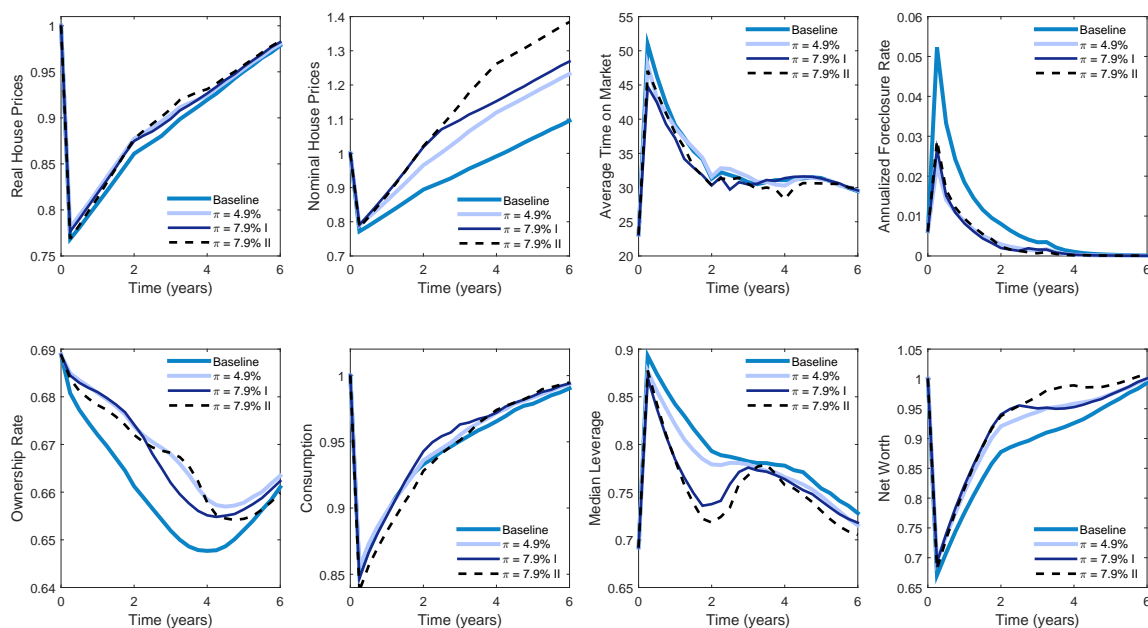 Real House Prices
1
0.95
0.9
0.85
0.8
0.75
0 2 4 6
Time (years)
Baseline
π = 4.9%
π = 7.9% I
π = 7.9% II
Nominal House Prices
1.4
1.3
1.2
1.1
1
0.9
0.8
0.7
0 2 4 6
Time (years)
Baseline
π = 4.9%
π = 7.9% I
π = 7.9% II
Average Time on Market
55
50
45
40
35
30
25
20
0 2 4 6
Time (years)
Baseline
π = 4.9%
π = 7.9% I
π = 7.9% II
Annualized Foreclosure Rate
0.06
0.05
0.04
0.03
0.02
0.01
0
0 2 4 6
Time (years)
Baseline
π = 4.9%
π = 7.9% I
π = 7.9% II
Ownership Rate
0.69
0.68
0.67
0.66
0.65
0.64
0 2 4 6
Time (years)
Baseline
π = 4.9%
π = 7.9% I
π = 7.9% II
Consumption
1
0.95
0.9
0.85
0 2 4 6
Time (years)
Baseline
π = 4.9%
π = 7.9% I
π = 7.9% II
Median Leverage
0.9
0.85
0.8
0.75
0.7
0.65
0 2 4 6
Time (years)
Baseline
π = 4.9%
π = 7.9% I
π = 7.9% II
Net Worth
1.05
1
0.95
0.9
0.85
0.8
0.75
0.7
0.65
0 2 4 6
Time (years)
Baseline
π = 4.9%
π = 7.9% I
π = 7.9% II